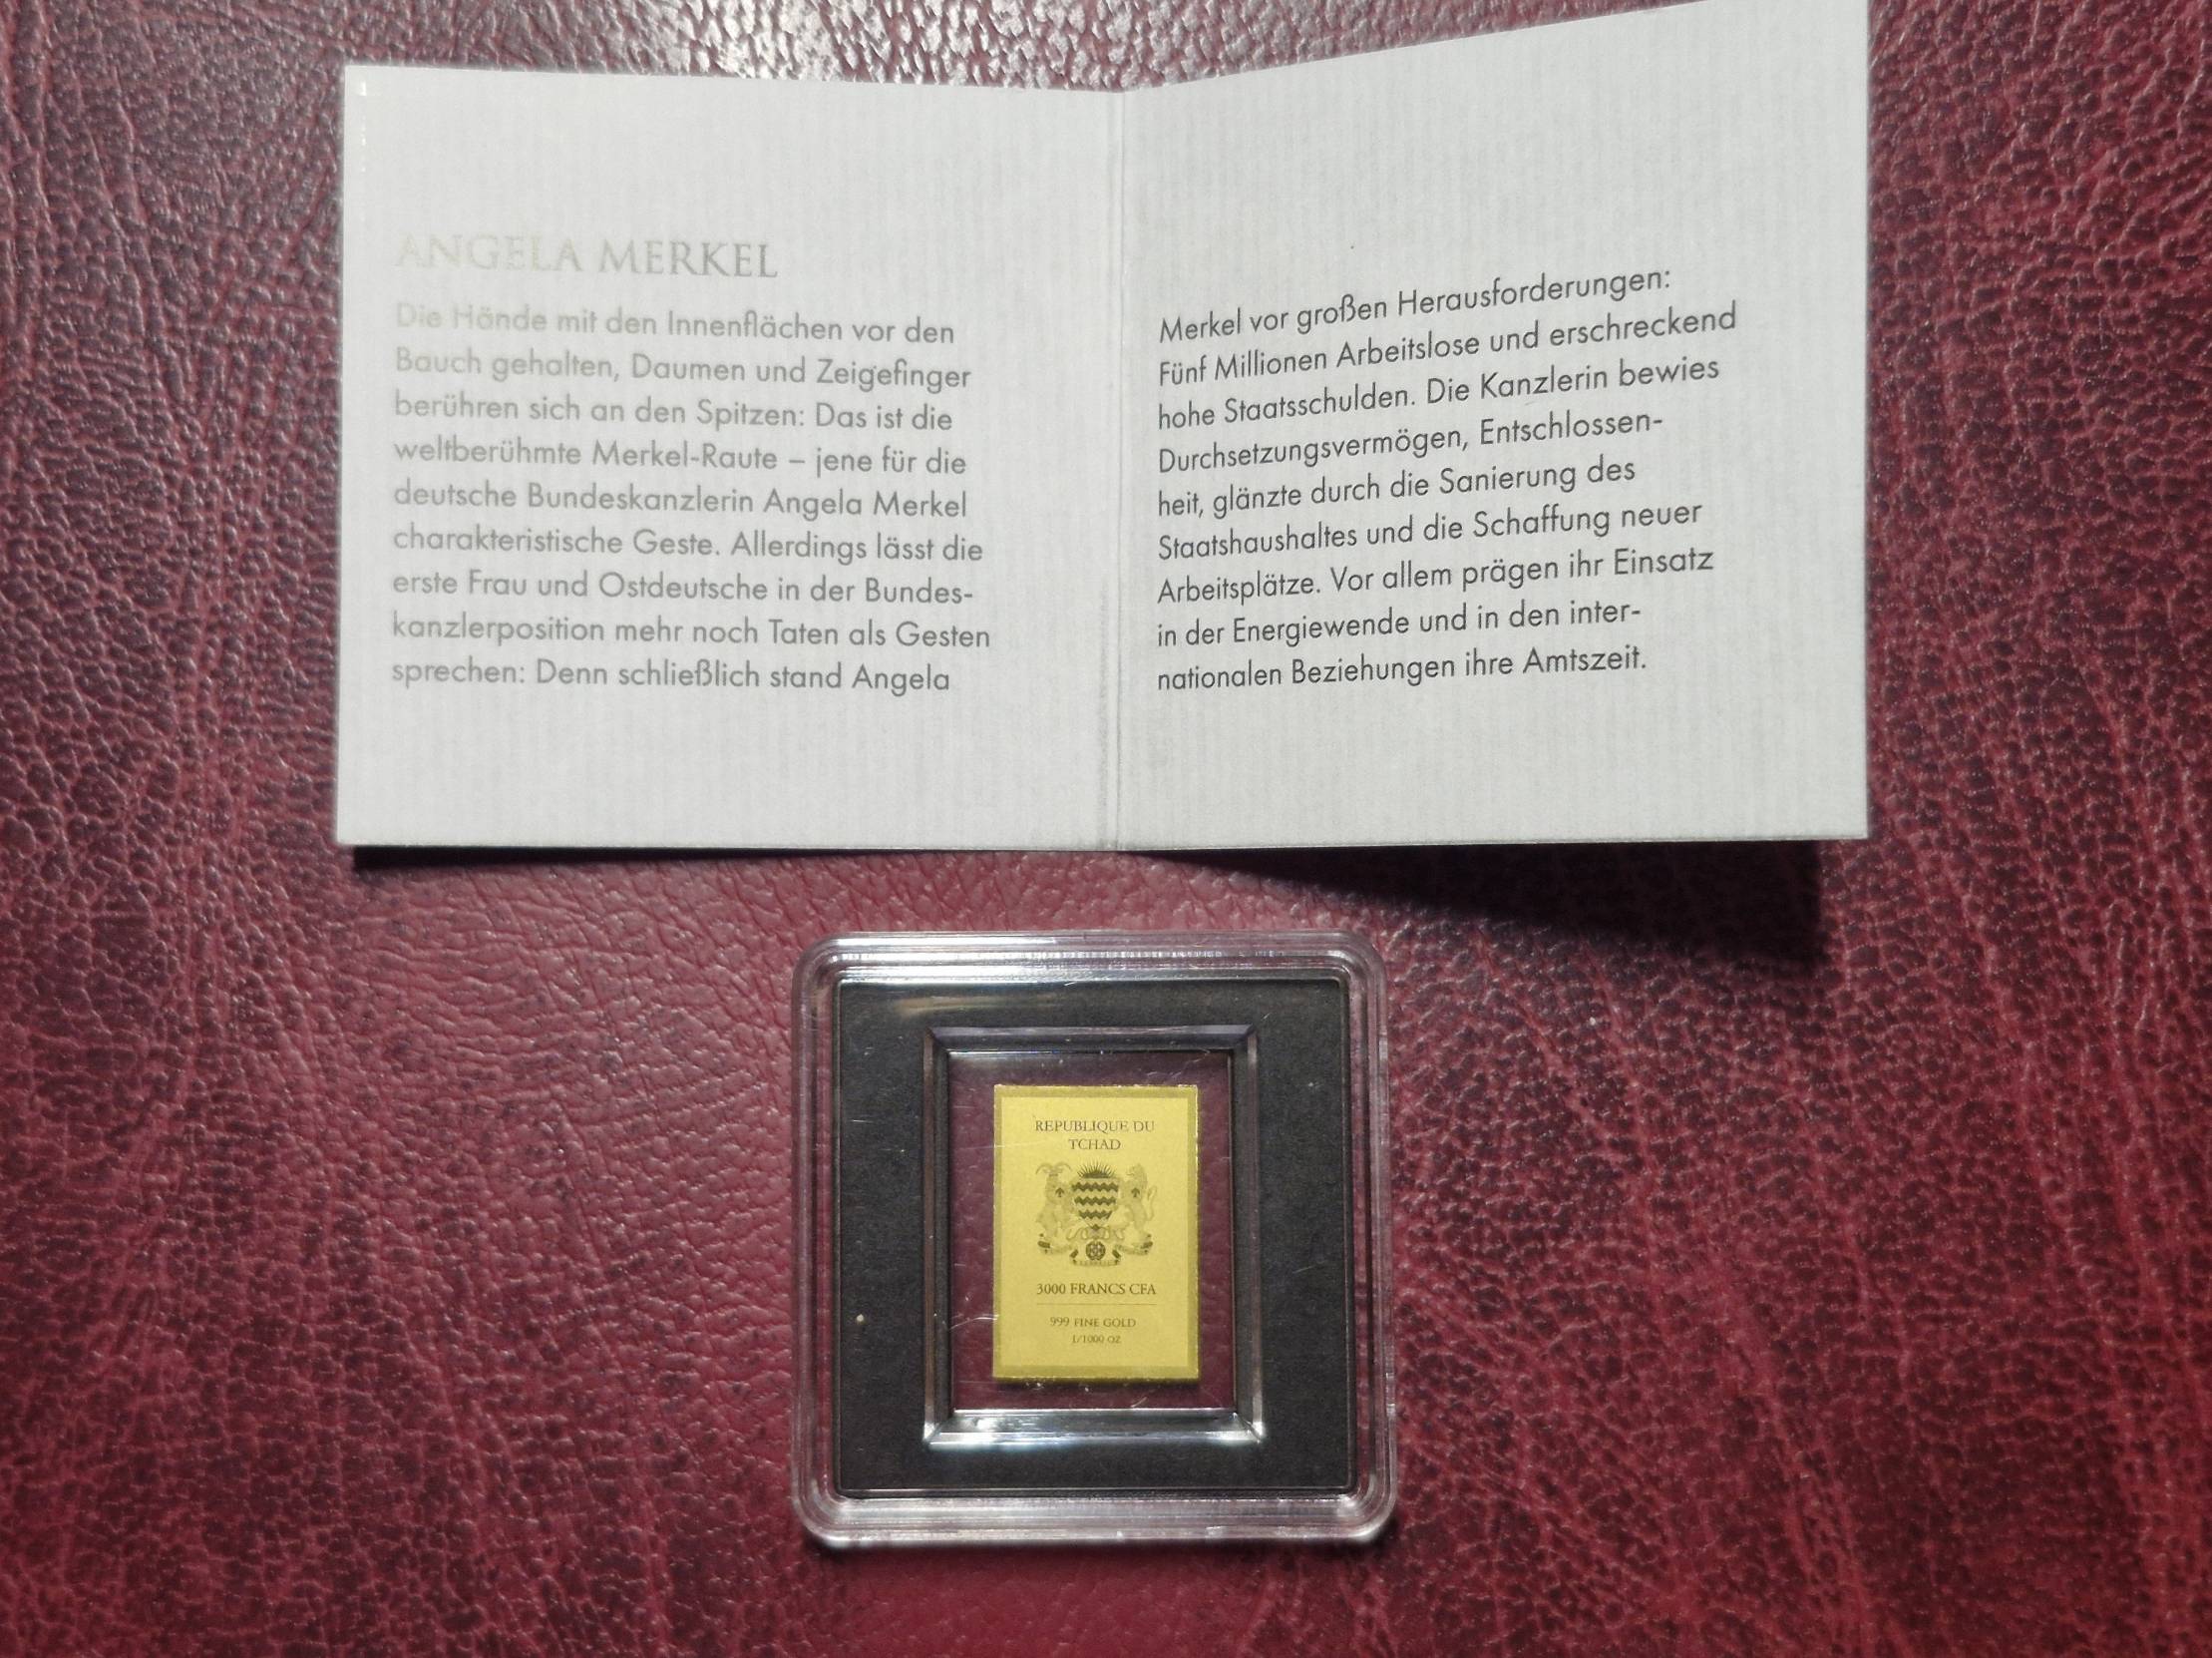 ANGELA MERKEL
Die Hände mit den Innenflächen vor den
Bauch gehalten, Daumen und Zeigefinger
berühren sich an den Spitzen: Das ist die
weltberühmte Merkel-Raute – jene für die
deutsche Bundeskanzlerin Angela Merkel
charakteristische Geste. Allerdings lässt die
erste Frau und Ostdeutsche in der Bundes-
kanzlerposition mehr noch Taten als Gesten
sprechen: Denn schließlich stand Angela
Merkel vor großen Herausforderungen:
Fünf Millionen Arbeitslose und erschreckend
hohe Staatsschulden. Die Kanzlerin bewies
Durchsetzungsvermögen, Entschlossen-
heit, glänzte durch die Sanierung des
Staatshaushaltes und die Schaffung neuer
Arbeitsplätze. Vor allem prägen ihr Einsatz
in der Energiewende und in den inter-
nationalen Beziehungen ihre Amtszeit.
REPUBLIQUE DU
TCHAD
3000 FRANCS CFA
999 FINE GOLD
1/1000 OZ